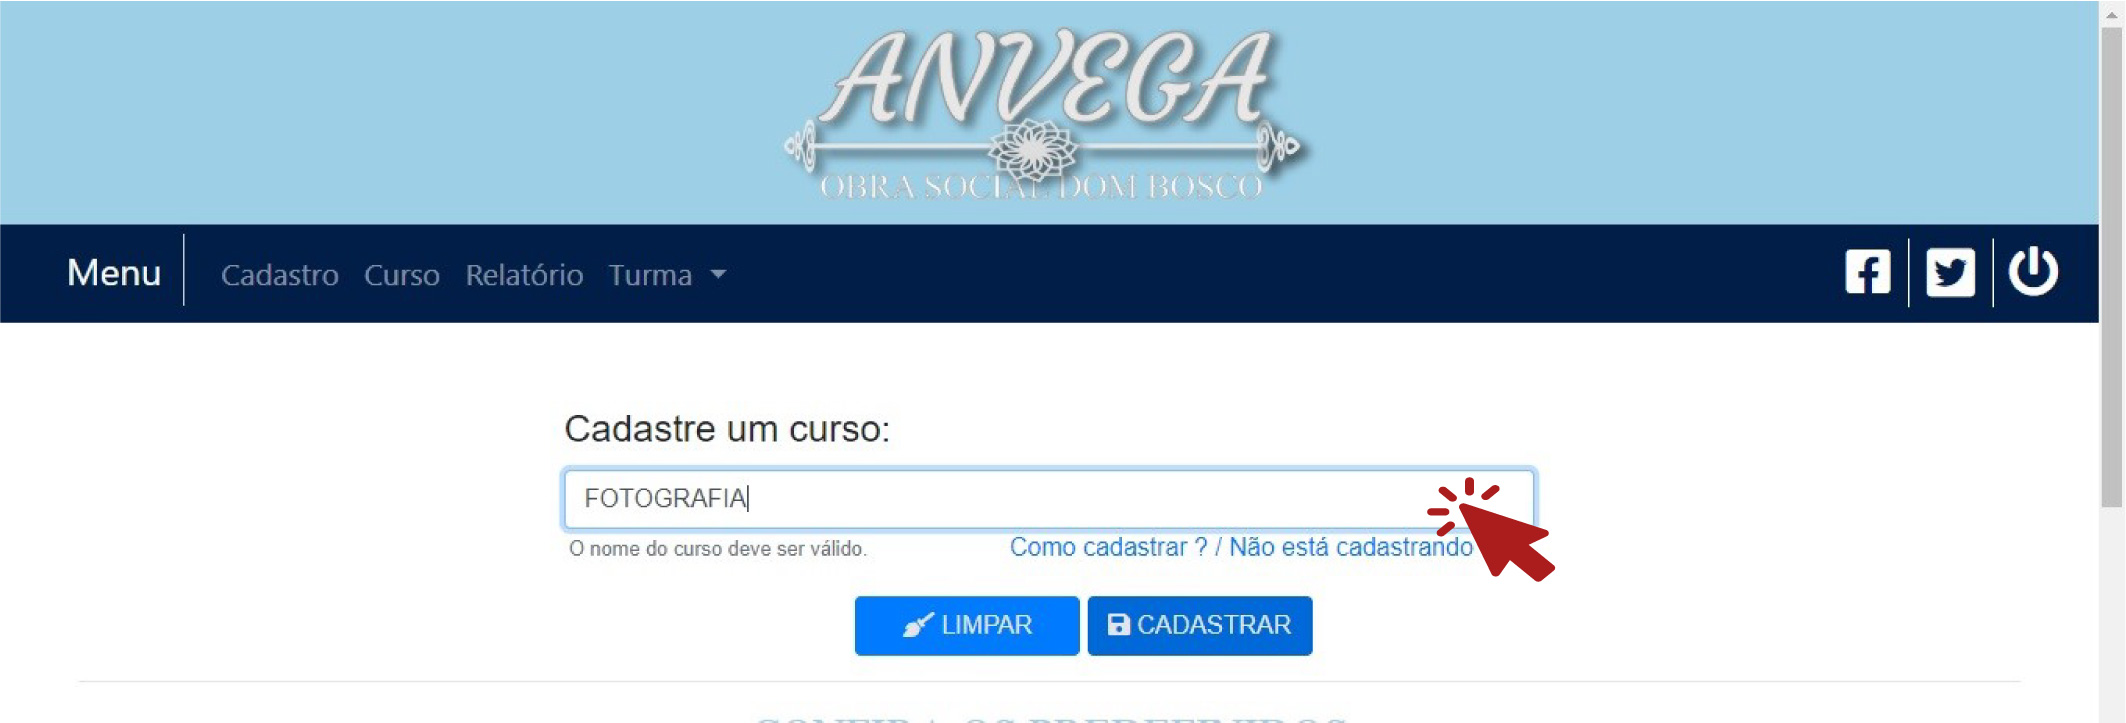 ANVEGA
OBRA SOCIAL DOM BOSCO
Menu Cadastro Curso Relatório Turma
Cadastre um curso:
FOTOGRAFIA
O nome do curso deve ser válido. Como cadastrar ? / Não está cadastrando
LIMPAR CADASTRAR